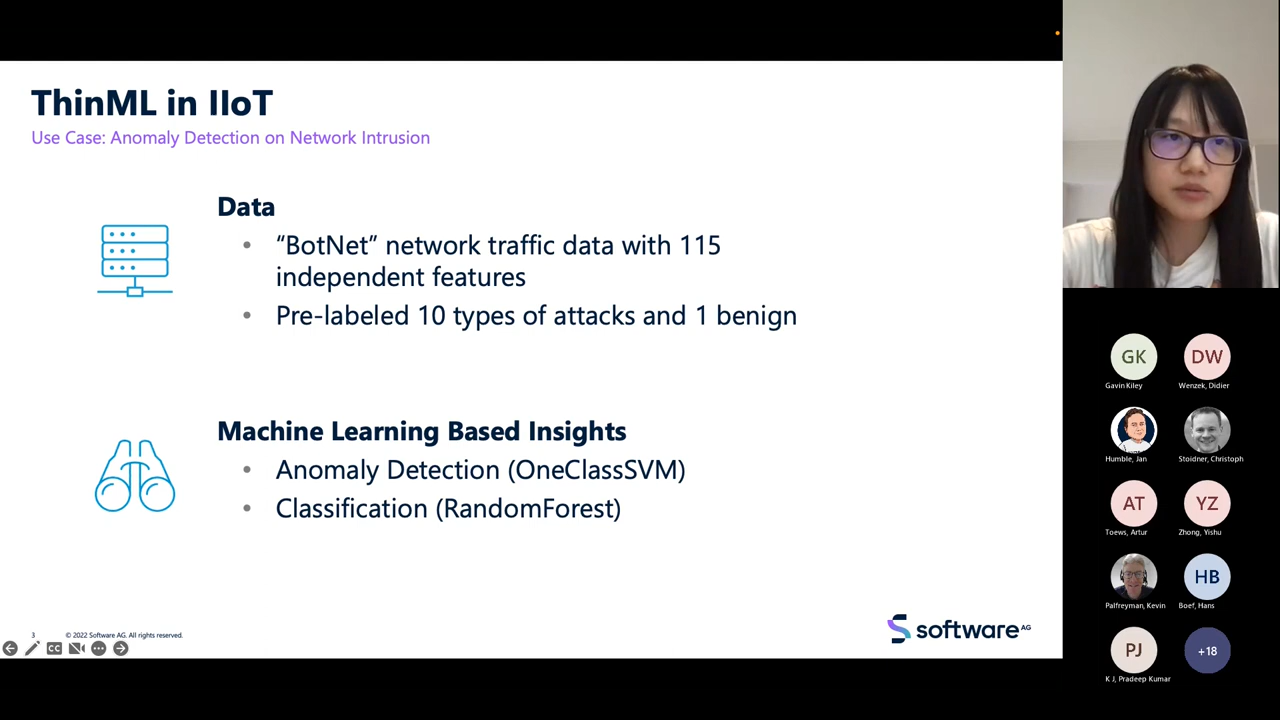 ThinML in IIoT
Use Case: Anomaly Detection on Network Intrusion
Data
• “BotNet” network traffic data with 115
independent features
• Pre-labeled 10 types of attacks and 1 benign
Machine Learning Based Insights
• Anomaly Detection (OneClassSVM)
• Classification (RandomForest)
3 © 2022 Software AG. All rights reserved.
CC
software AG
GK DW
Gavin Kiley Wenzek, Didier
Humble, Jan Stoidner, Christoph
AT YZ
Toews, Artur Zhong, Yishu
HB
Palfreyman, Kevin Boef, Hans
PJ +18
K J, Pradeep Kumar